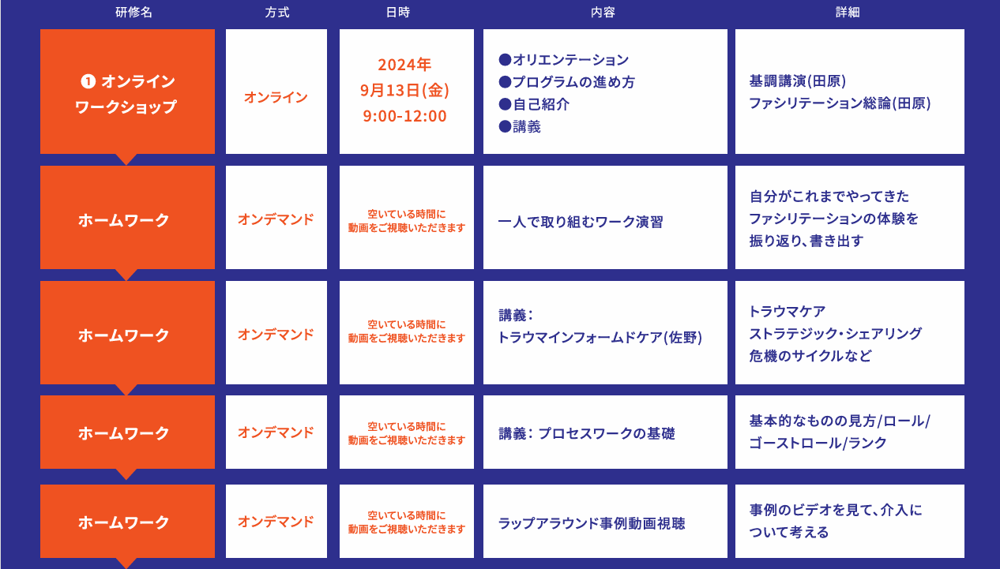 研修名 方式 日時 内容 詳細
❶ オンライン
ワークショップ
オンライン
2024年
9月13日(金)
9:00-12:00
●オリエンテーション
●プログラムの進め方
●自己紹介
●講義
基調講演(田原)
ファシリテーション総論(田原)
ホームワーク
オンデマンド
空いている時間に
動画をご視聴いただきます
一人で取り組むワーク演習
自分がこれまでやってきた
ファシリテーションの体験を
振り返り、書き出す
ホームワーク
オンデマンド
空いている時間に
動画をご視聴いただきます
講義：
トラウマインフォームドケア(佐野)
トラウマケア
ストラテジック・シェアリング
危機のサイクルなど
ホームワーク
オンデマンド
空いている時間に
動画をご視聴いただきます
講義： プロセスワークの基礎
基本的なものの見方/ロール/
ゴーストロール/ランク
ホームワーク
オンデマンド
空いている時間に
動画をご視聴いただきます
ラップアラウンド事例動画視聴
事例のビデオを見て、介入に
ついて考える